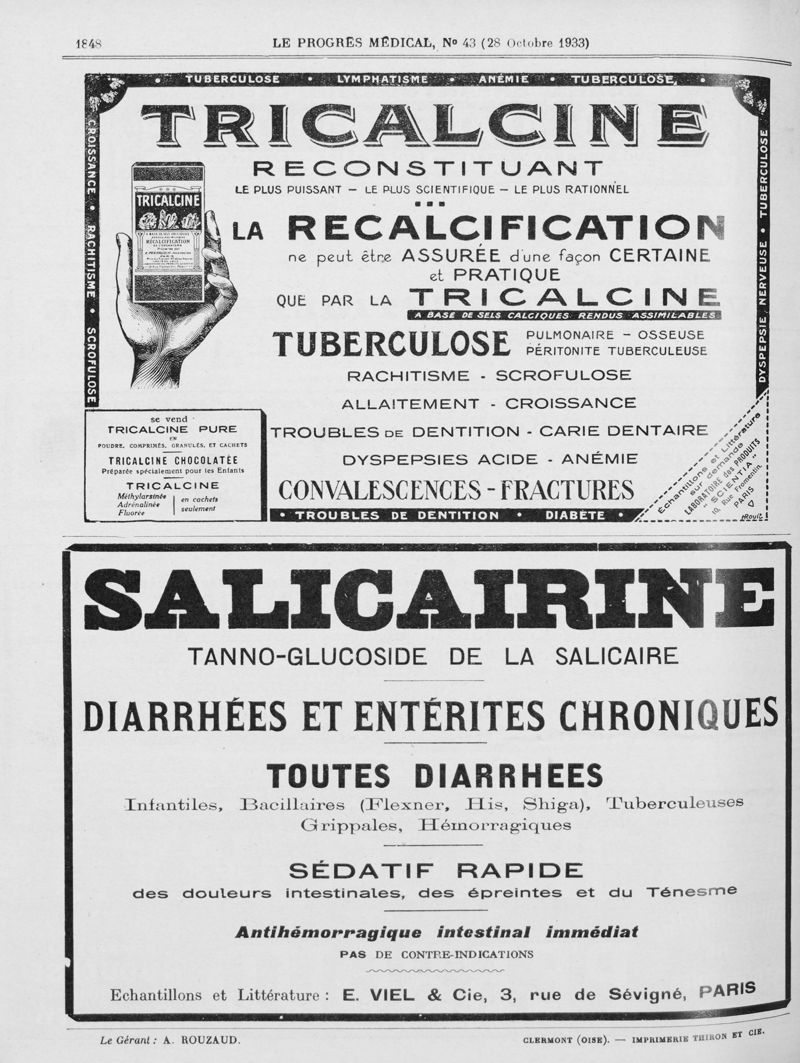 1848
LE PROGRÈS MÉDICAL, No 43 (28 Octobre 1933)
TUBERCULOSE • LYMPHATISME • ANÉMIE • TUBERCULOSE,
CROISSANCE • RACHITISME • SCROFULOSE
TUBERCULOSE • DYSPEPSIE NERVEUSE • TUBERCULOSE
TRICALCINE
RECONSTITUANT
LE PLUS PUISSANT — LE PLUS SCIENTIFIQUE — LE PLUS RATIONNEL
TRICALCINE
RECALCIFICATION
LA RECALCIFICATION
ne peut être ASSURÉE d'une façon CERTAINE
et PRATIQUE
QUE PAR LA TRICALCINE
A BASE DE SELS CALCIQUES RENDUS ASSIMILABLES
TUBERCULOSE PULMONAIRE - OSSEUSE
PÉRITONITE TUBERCULEUSE
RACHITISME - SCROFULOSE
ALLAITEMENT - CROISSANCE
TROUBLES DE DENTITION - CARIE DENTAIRE
DYSPEPSIES ACIDE - ANÉMIE
CONVALESCENCES - FRACTURES
se vend
TRICALCINE PURE
EN
POUDRE, COMPRIMÉS, GRANULÉS, ET CACHETS
TRICALCINE CHOCOLATÉE
Préparée spécialement pour les Enfants
TRICALCINE
Méthylarsinée
Adrénalinée
Fluorée
en cachets
seulement
Echantillons et Littérature
sur demande
LABORATOIRE des PRODUITS
"SCIENTIA"
10, Rue Fromentin.
PARIS
• TROUBLES DE DENTITION • DIABÈTE •
SALICAIRINE
TANNO-GLUCOSIDE DE LA SALICAIRE
DIARRHÉES ET ENTÉRITES CHRONIQUES
TOUTES DIARRHEES
Infantiles, Bacillaires (Flexner, His, Shiga), Tuberculeuses
Grippales, Hémorragiques
SÉDATIF RAPIDE
des douleurs intestinales, des épreintes et du Ténesme
Antihémorragique intestinal immédiat
PAS DE CONTRE-INDICATIONS
Echantillons et Littérature : E. VIEL & Cie, 3, rue de Sévigné, PARIS
Le Gérant : A. ROUZAUD.
CLERMONT (OISE). — IMPRIMERIE THIRON ET CIE.